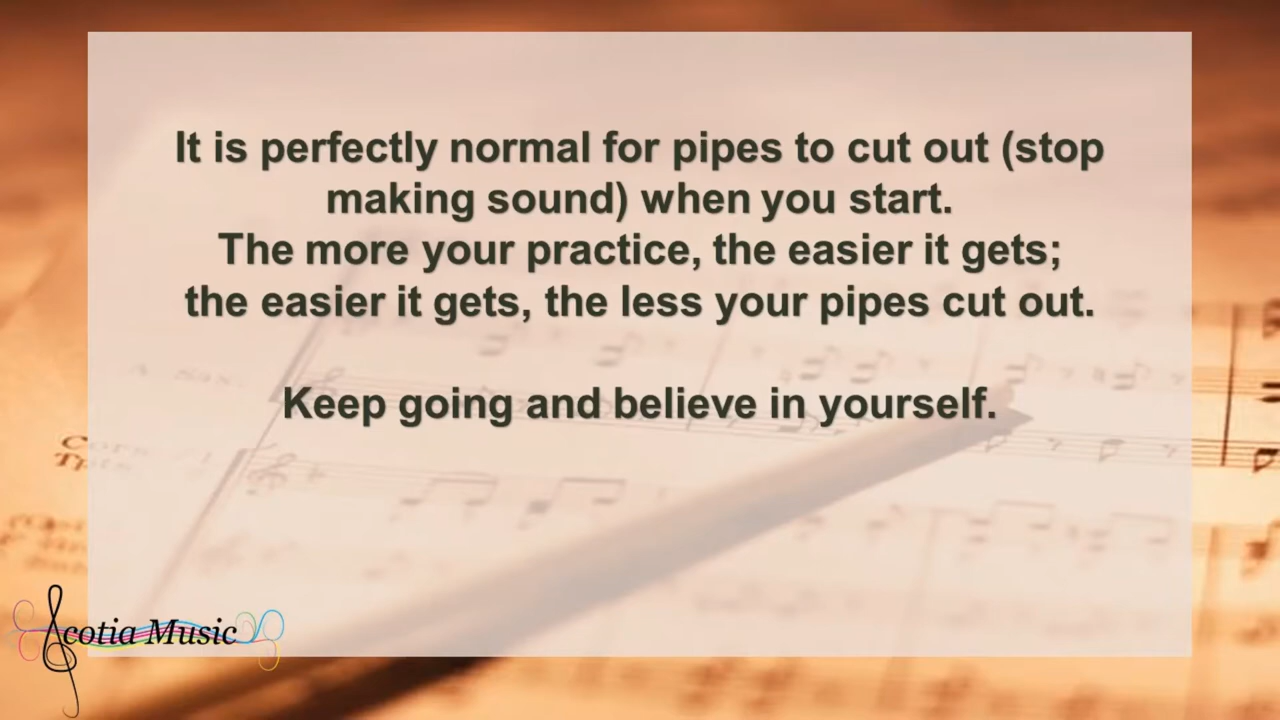 It is perfectly normal for pipes to cut out (stop
making sound) when you start.
The more your practice, the easier it gets;
the easier it gets, the less your pipes cut out.
Keep going and believe in yourself.
A Sax.
Scotia Music